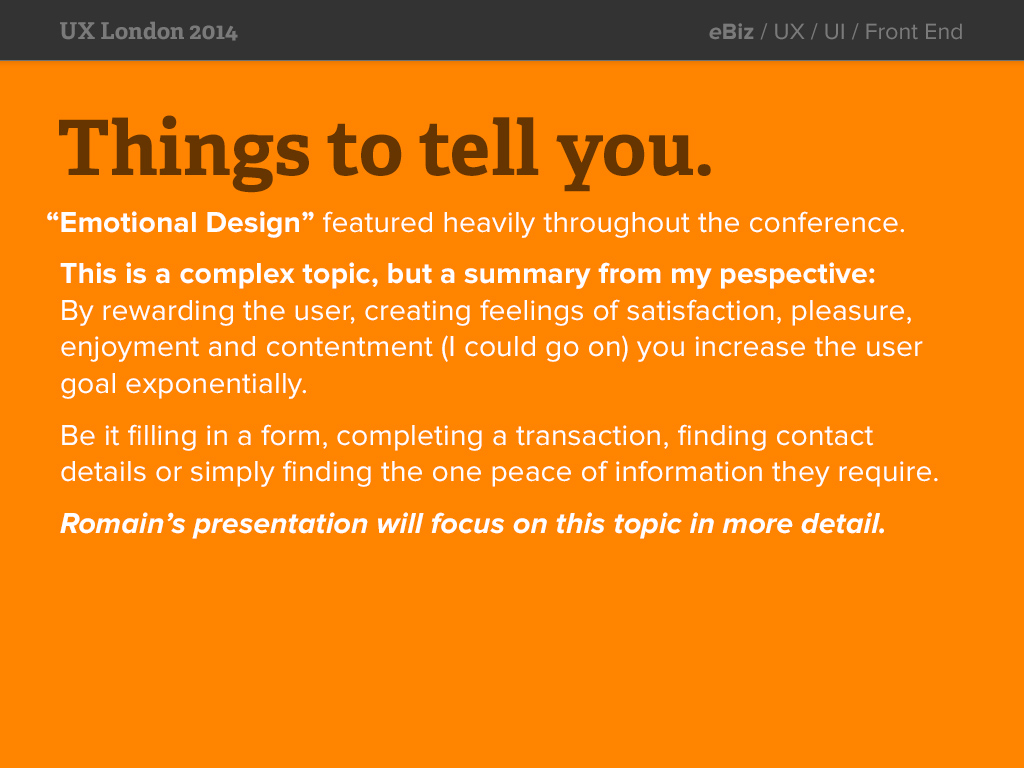 UX London 2014
eBiz / UX / UI / Front End
Things to tell you.
“Emotional Design” featured heavily throughout the conference.
This is a complex topic, but a summary from my pespective:
By rewarding the user, creating feelings of satisfaction, pleasure,
enjoyment and contentment (I could go on) you increase the user
goal exponentially.
Be it filling in a form, completing a transaction, finding contact
details or simply finding the one peace of information they require.
Romain’s presentation will focus on this topic in more detail.